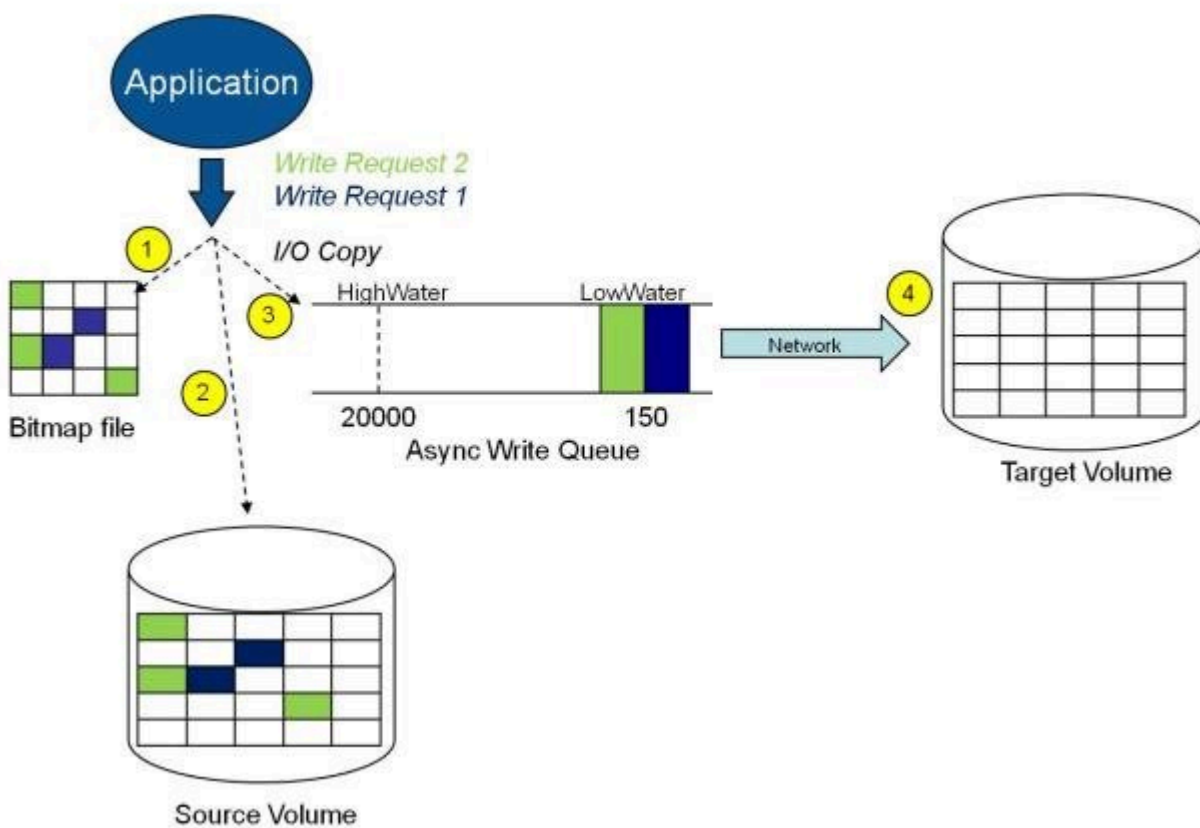 Application
Write Request 2
Write Request 1
1
I/O Copy
3
HighWater
LowWater
4
Network
2
Bitmap file
20000
150
Async Write Queue
Target Volume
Source Volume